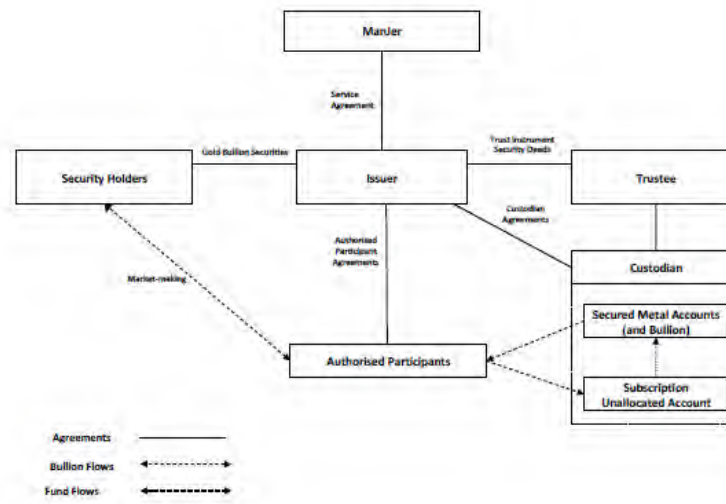 ManJer
Service
Agreement
Gold Bullion Securities
Trust Instrument
Security Deeds
Security Holders
Issuer
Trustee
Custodian
Agreements
Authorised
Participant
Agreements
Custodian
Market-making
Secured Metal Accounts
(and Bullion)
Authorised Participants
Subscription
Unallocated Account
Agreements
Bullion Flows
Fund Flows